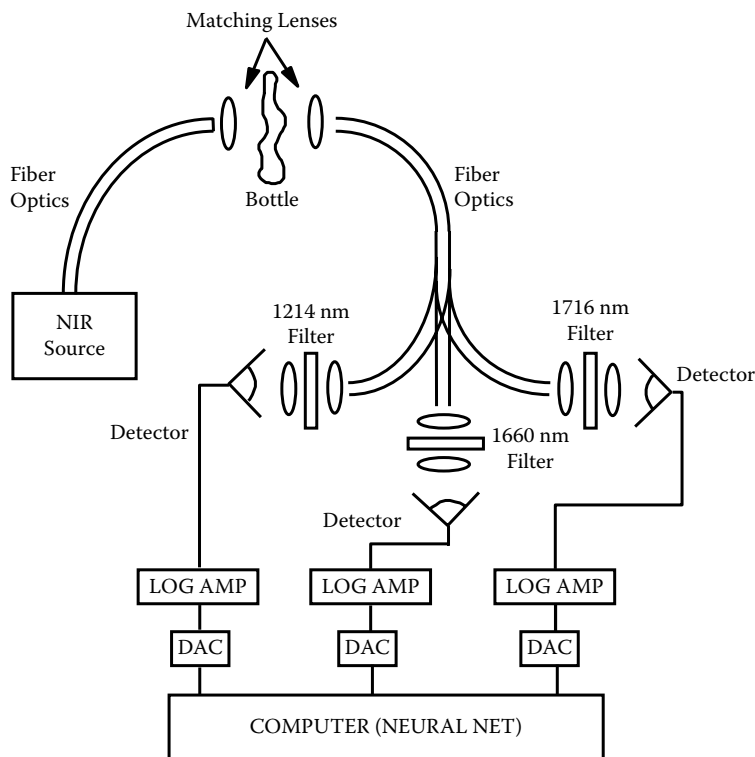 Matching Lenses
Fiber
Optics
Bottle
Fiber
Optics
NIR
Source
1214 nm
Filter
1716 nm
Filter
Detector
Detector
1660 nm
Filter
Detector
LOG AMP
LOG AMP
LOG AMP
DAC
DAC
DAC
COMPUTER (NEURAL NET)